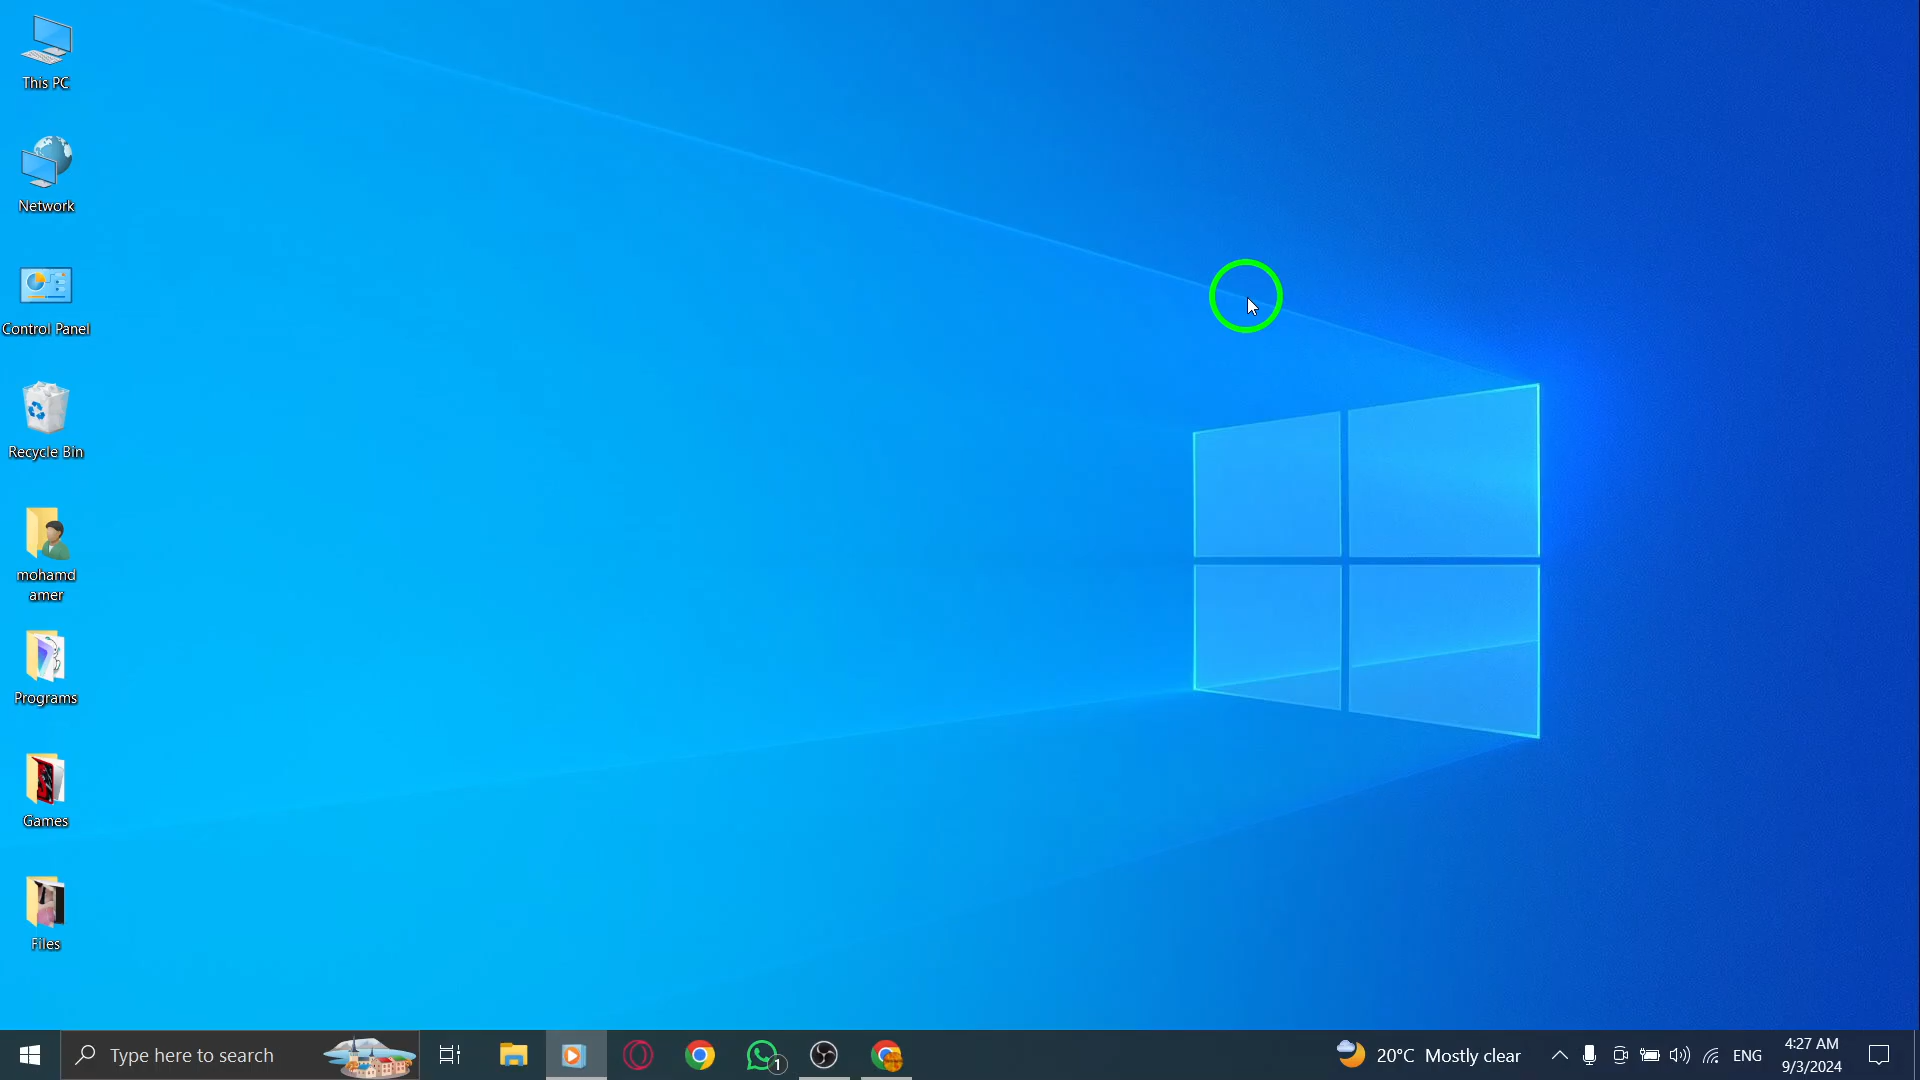 This PC
Network
Control Panel
Recycle Bin
mohamd
amer
Programs
Games
Files
Type here to search
1
20°C Mostly clear
ENG
4:27 AM
9/3/2024